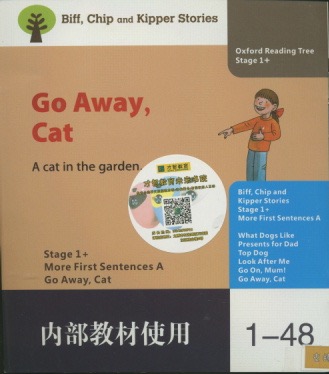 Biff, Chip and Kipper Stories
Oxford Reading Tree
Stage 1+
Go Away,
Cat
A cat in the garden.
Biff, Chip and
Kipper Stories
Stage 1+
More First Sentences A
What Dogs Like
Presents for Dad
Top Dog
Look After Me
Go On, Mum!
Go Away, Cat
Stage 1+
More First Sentences A
Go Away, Cat
内部教材使用
1-48